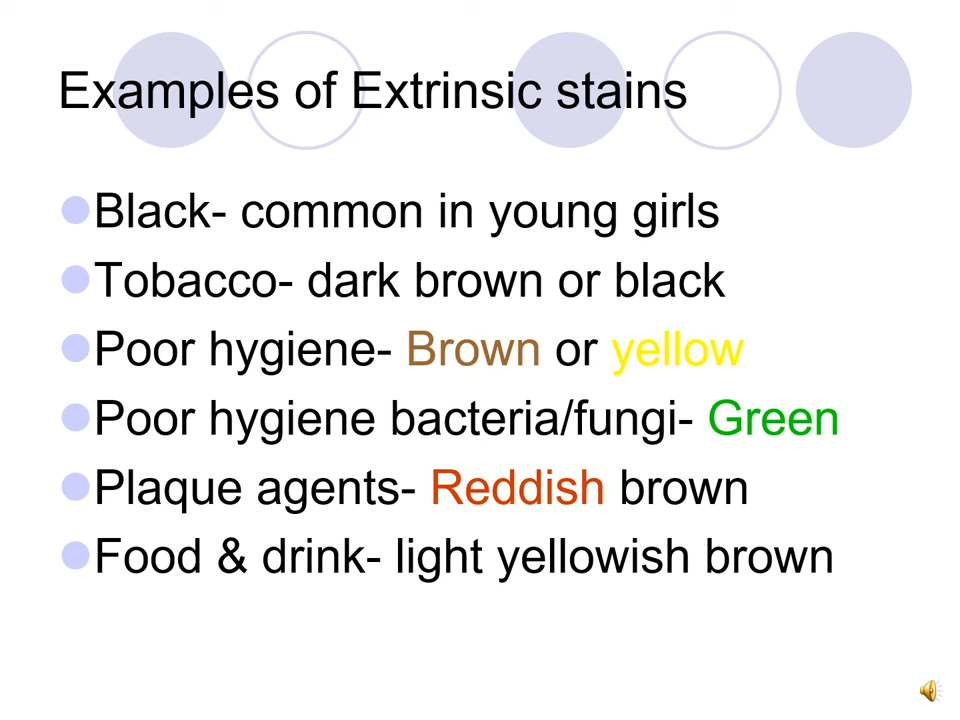 Examples of Extrinsic stains
Black- common in young girls
Tobacco- dark brown or black
Poor hygiene- Brown or yellow
Poor hygiene bacteria/fungi- Green
Plaque agents- Reddish brown
Food & drink- light yellowish brown